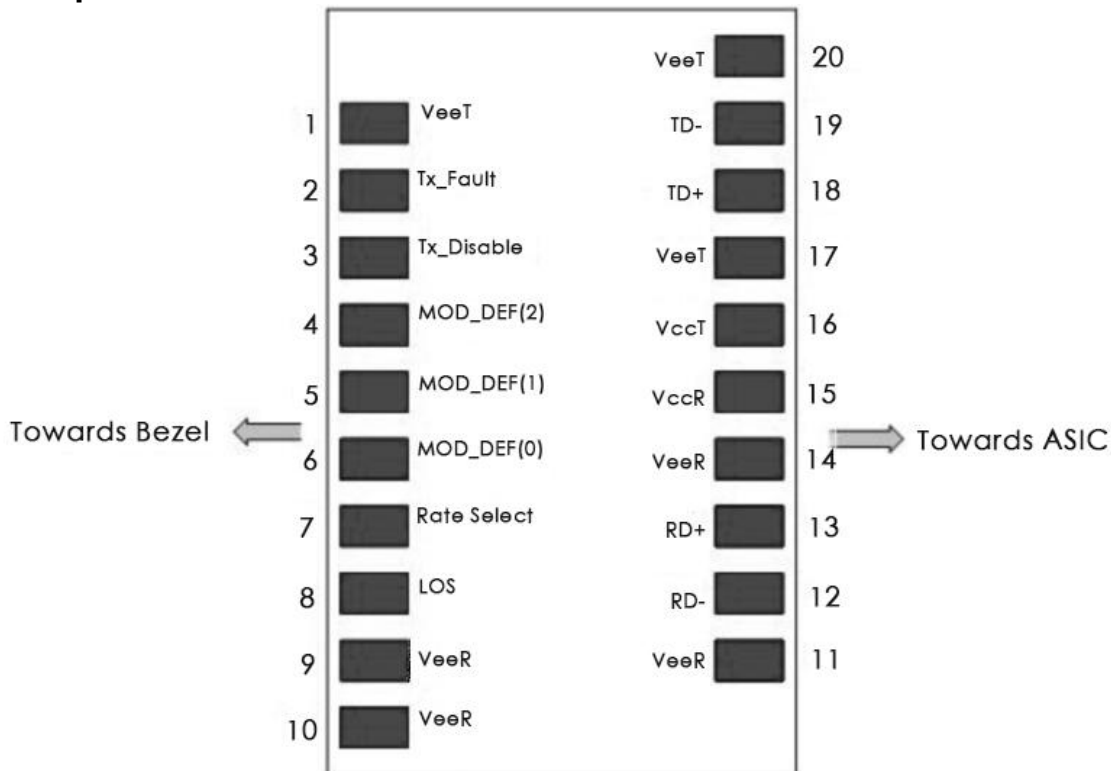 VeeT 20
1 VeeT
TD- 19
2 Tx_Fault
TD+ 18
3 Tx_Disable
VeeT 17
4 MOD_DEF(2)
VccT 16
5 MOD_DEF(1)
VccR 15
Towards Bezel
Towards ASIC
6 MOD_DEF(0)
VeeR 14
7 Rate Select
RD+ 13
8 LOS
RD- 12
9 VeeR
VeeR 11
10 VeeR